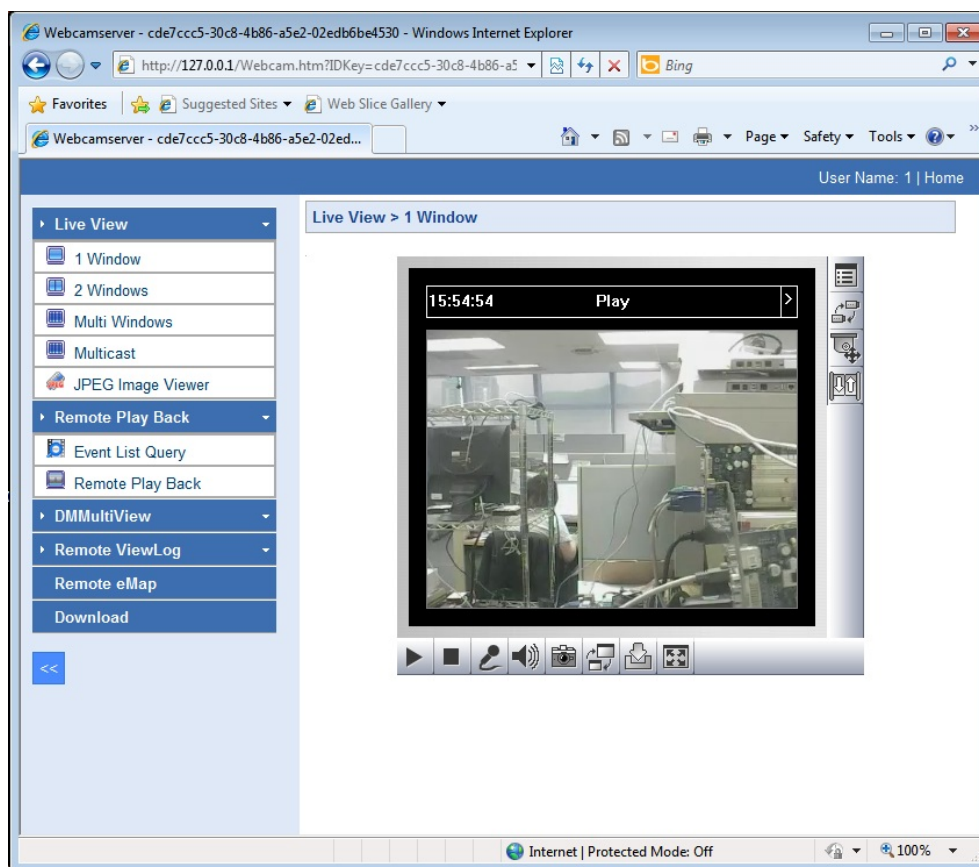 Webcamserver - cde7ccc5-30c8-4b86-a5e2-02edb6be4530 - Windows Internet Explorer
http://127.0.0.1/Webcam.htm?IDKey=cde7ccc5-30c8-4b86-a5
Bing
Favorites
Suggested Sites
Web Slice Gallery
Webcamserver - cde7ccc5-30c8-4b86-a5e2-02ed...
Page
Safety
Tools
User Name: 1 | Home
Live View
1 Window
2 Windows
Multi Windows
Multicast
JPEG Image Viewer
Remote Play Back
Event List Query
Remote Play Back
DMMultiView
Remote ViewLog
Remote eMap
Download
<<
Live View > 1 Window
15:54:54 Play >
Internet | Protected Mode: Off
100%